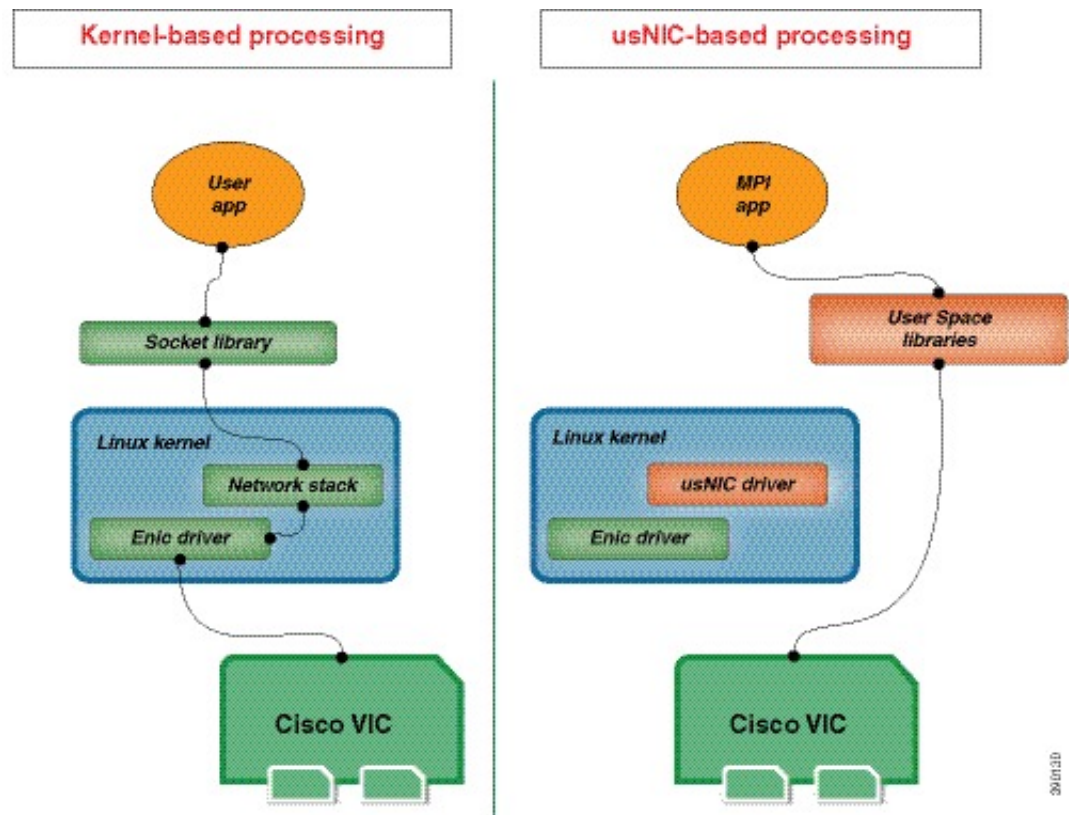 Kernel-based processing
User
app
Socket library
Linux kernel
Network stack
Enic driver
Cisco VIC
usNIC-based processing
MPI
app
User Space
libraries
Linux kernel
usNIC driver
Enic driver
Cisco VIC
390130